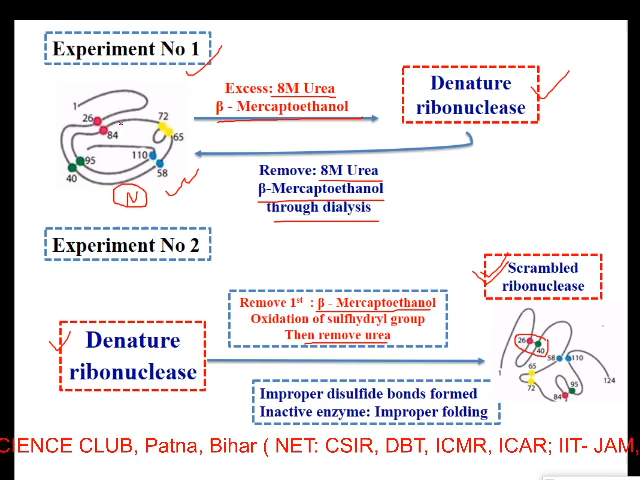 Experiment No 1
Excess: 8M Urea
β - Mercaptoethanol
Denature
ribonuclease
1
26
84
72
65
95
110
40
58
N
Remove: 8M Urea
β-Mercaptoethanol
through dialysis
Experiment No 2
Scrambled
ribonuclease
Remove 1st : β - Mercaptoethanol
Oxidation of sulfhydryl group
Then remove urea
Denature
ribonuclease
26
40
58
110
65
72
95
84
1
124
Improper disulfide bonds formed
Inactive enzyme: Improper folding
CIENCE CLUB, Patna, Bihar ( NET: CSIR, DBT, ICMR, ICAR; IIT- JAM,